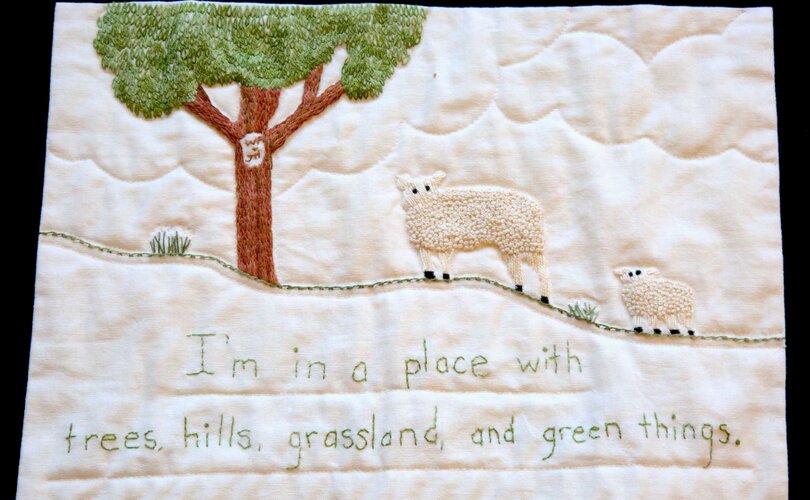 I'm in a place with
trees, hills, grassland, and green things.